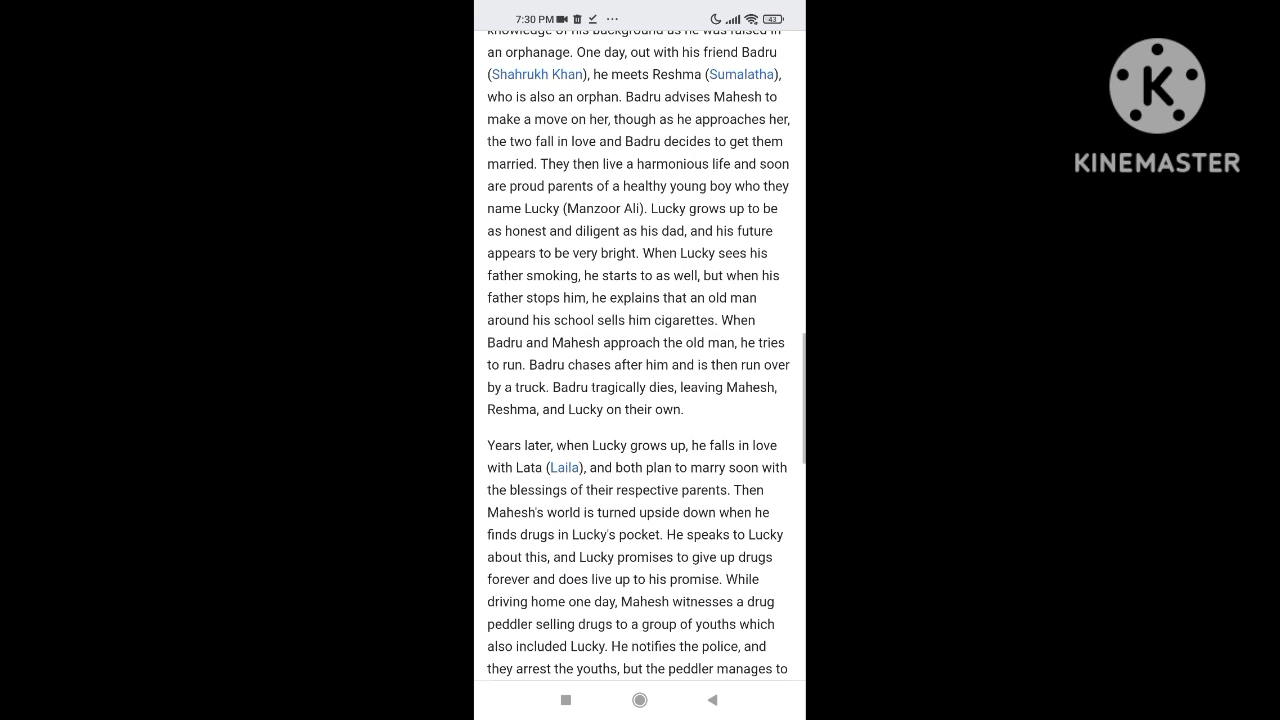 7:30 PM
43
knowledge of his background as he was raised in
an orphanage. One day, out with his friend Badru
(Shahrukh Khan), he meets Reshma (Sumalatha),
who is also an orphan. Badru advises Mahesh to
make a move on her, though as he approaches her,
the two fall in love and Badru decides to get them
married. They then live a harmonious life and soon
are proud parents of a healthy young boy who they
name Lucky (Manzoor Ali). Lucky grows up to be
as honest and diligent as his dad, and his future
appears to be very bright. When Lucky sees his
father smoking, he starts to as well, but when his
father stops him, he explains that an old man
around his school sells him cigarettes. When
Badru and Mahesh approach the old man, he tries
to run. Badru chases after him and is then run over
by a truck. Badru tragically dies, leaving Mahesh,
Reshma, and Lucky on their own.
Years later, when Lucky grows up, he falls in love
with Lata (Laila), and both plan to marry soon with
the blessings of their respective parents. Then
Mahesh's world is turned upside down when he
finds drugs in Lucky's pocket. He speaks to Lucky
about this, and Lucky promises to give up drugs
forever and does live up to his promise. While
driving home one day, Mahesh witnesses a drug
peddler selling drugs to a group of youths which
also included Lucky. He notifies the police, and
they arrest the youths, but the peddler manages to
K
KINEMASTER